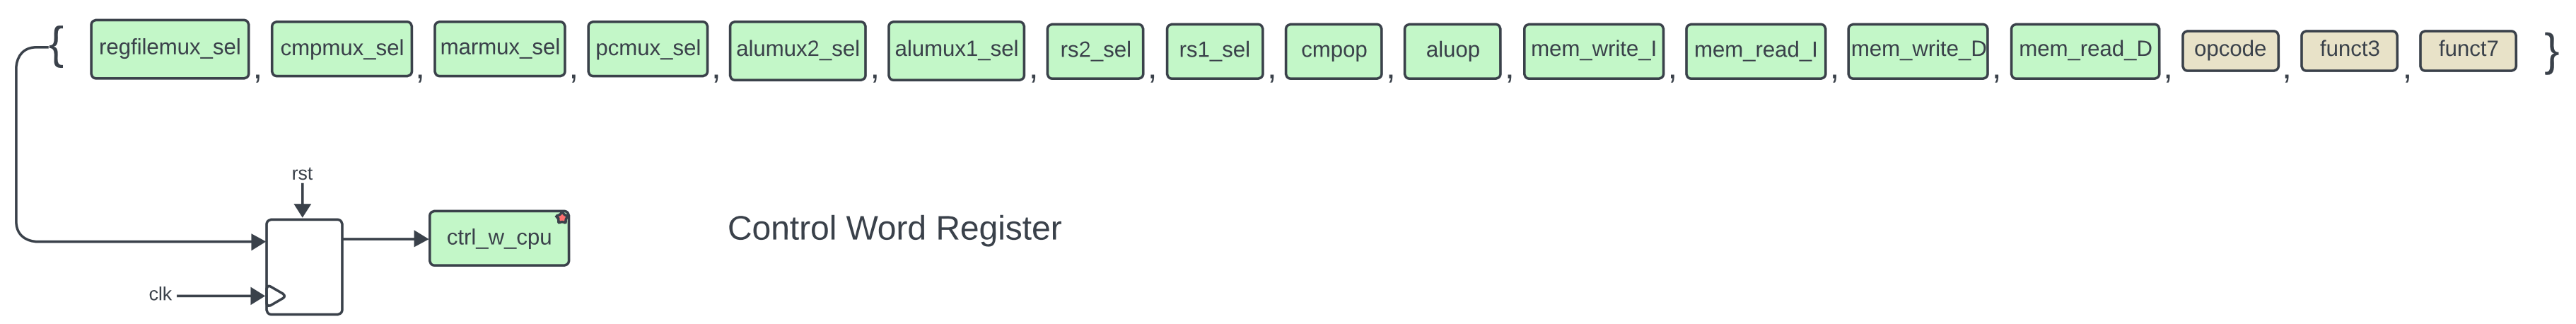 { regfilemux_sel , cmpmux_sel , marmux_sel , pcmux_sel , alumux2_sel , alumux1_sel , rs2_sel , rs1_sel , cmpop , aluop , mem_write_I , mem_read_I , mem_write_D , mem_read_D , opcode , funct3 , funct7 }
rst
ctrl_w_cpu
Control Word Register
clk